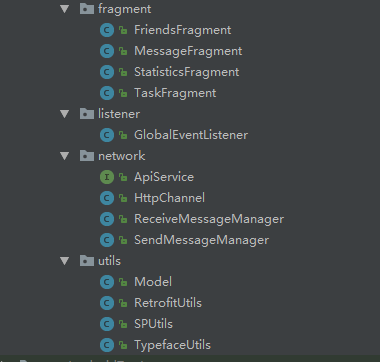 fragment
C FriendsFragment
C MessageFragment
C StatisticsFragment
C TaskFragment
listener
C GlobalEventListener
network
I ApiService
C HttpChannel
C ReceiveMessageManager
C SendMessageManager
utils
C Model
C RetrofitUtils
C SPUtils
C TypefaceUtils